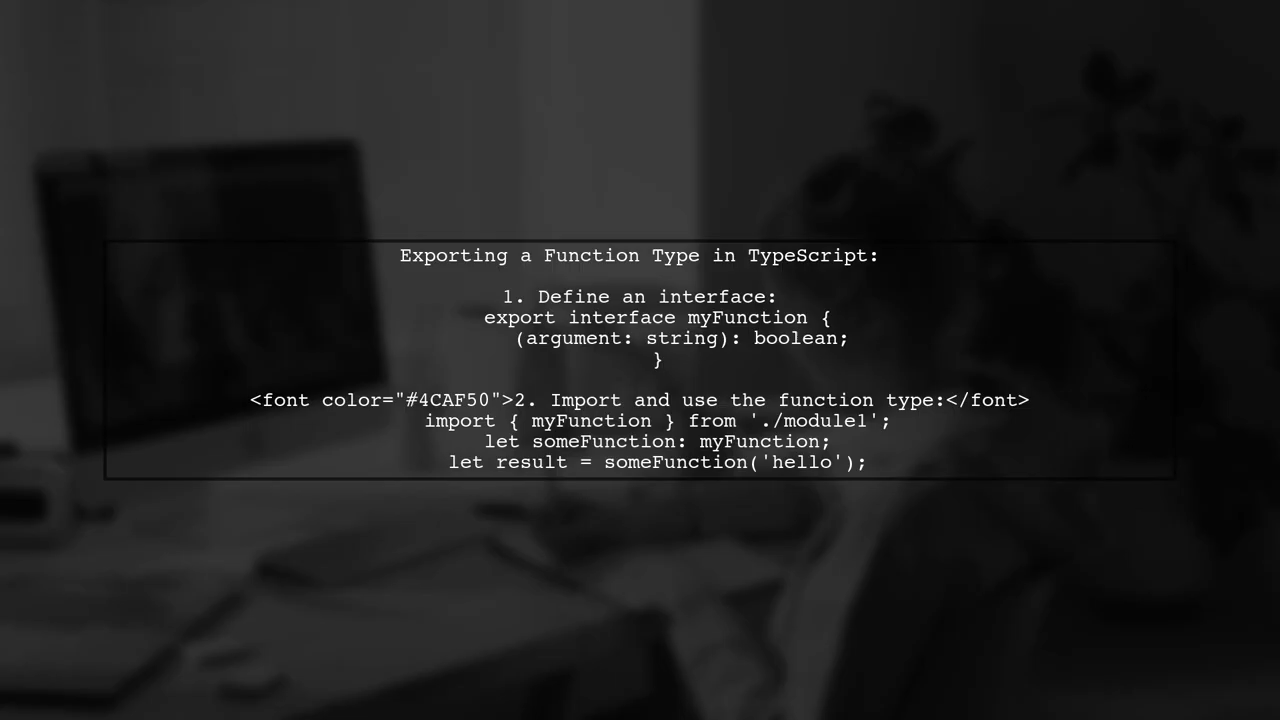 Exporting a Function Type in TypeScript:
1. Define an interface:
export interface myFunction {
(argument: string): boolean;
}
<font color="#4CAF50">2. Import and use the function type:</font>
import { myFunction } from './module1';
let someFunction: myFunction;
let result = someFunction('hello');